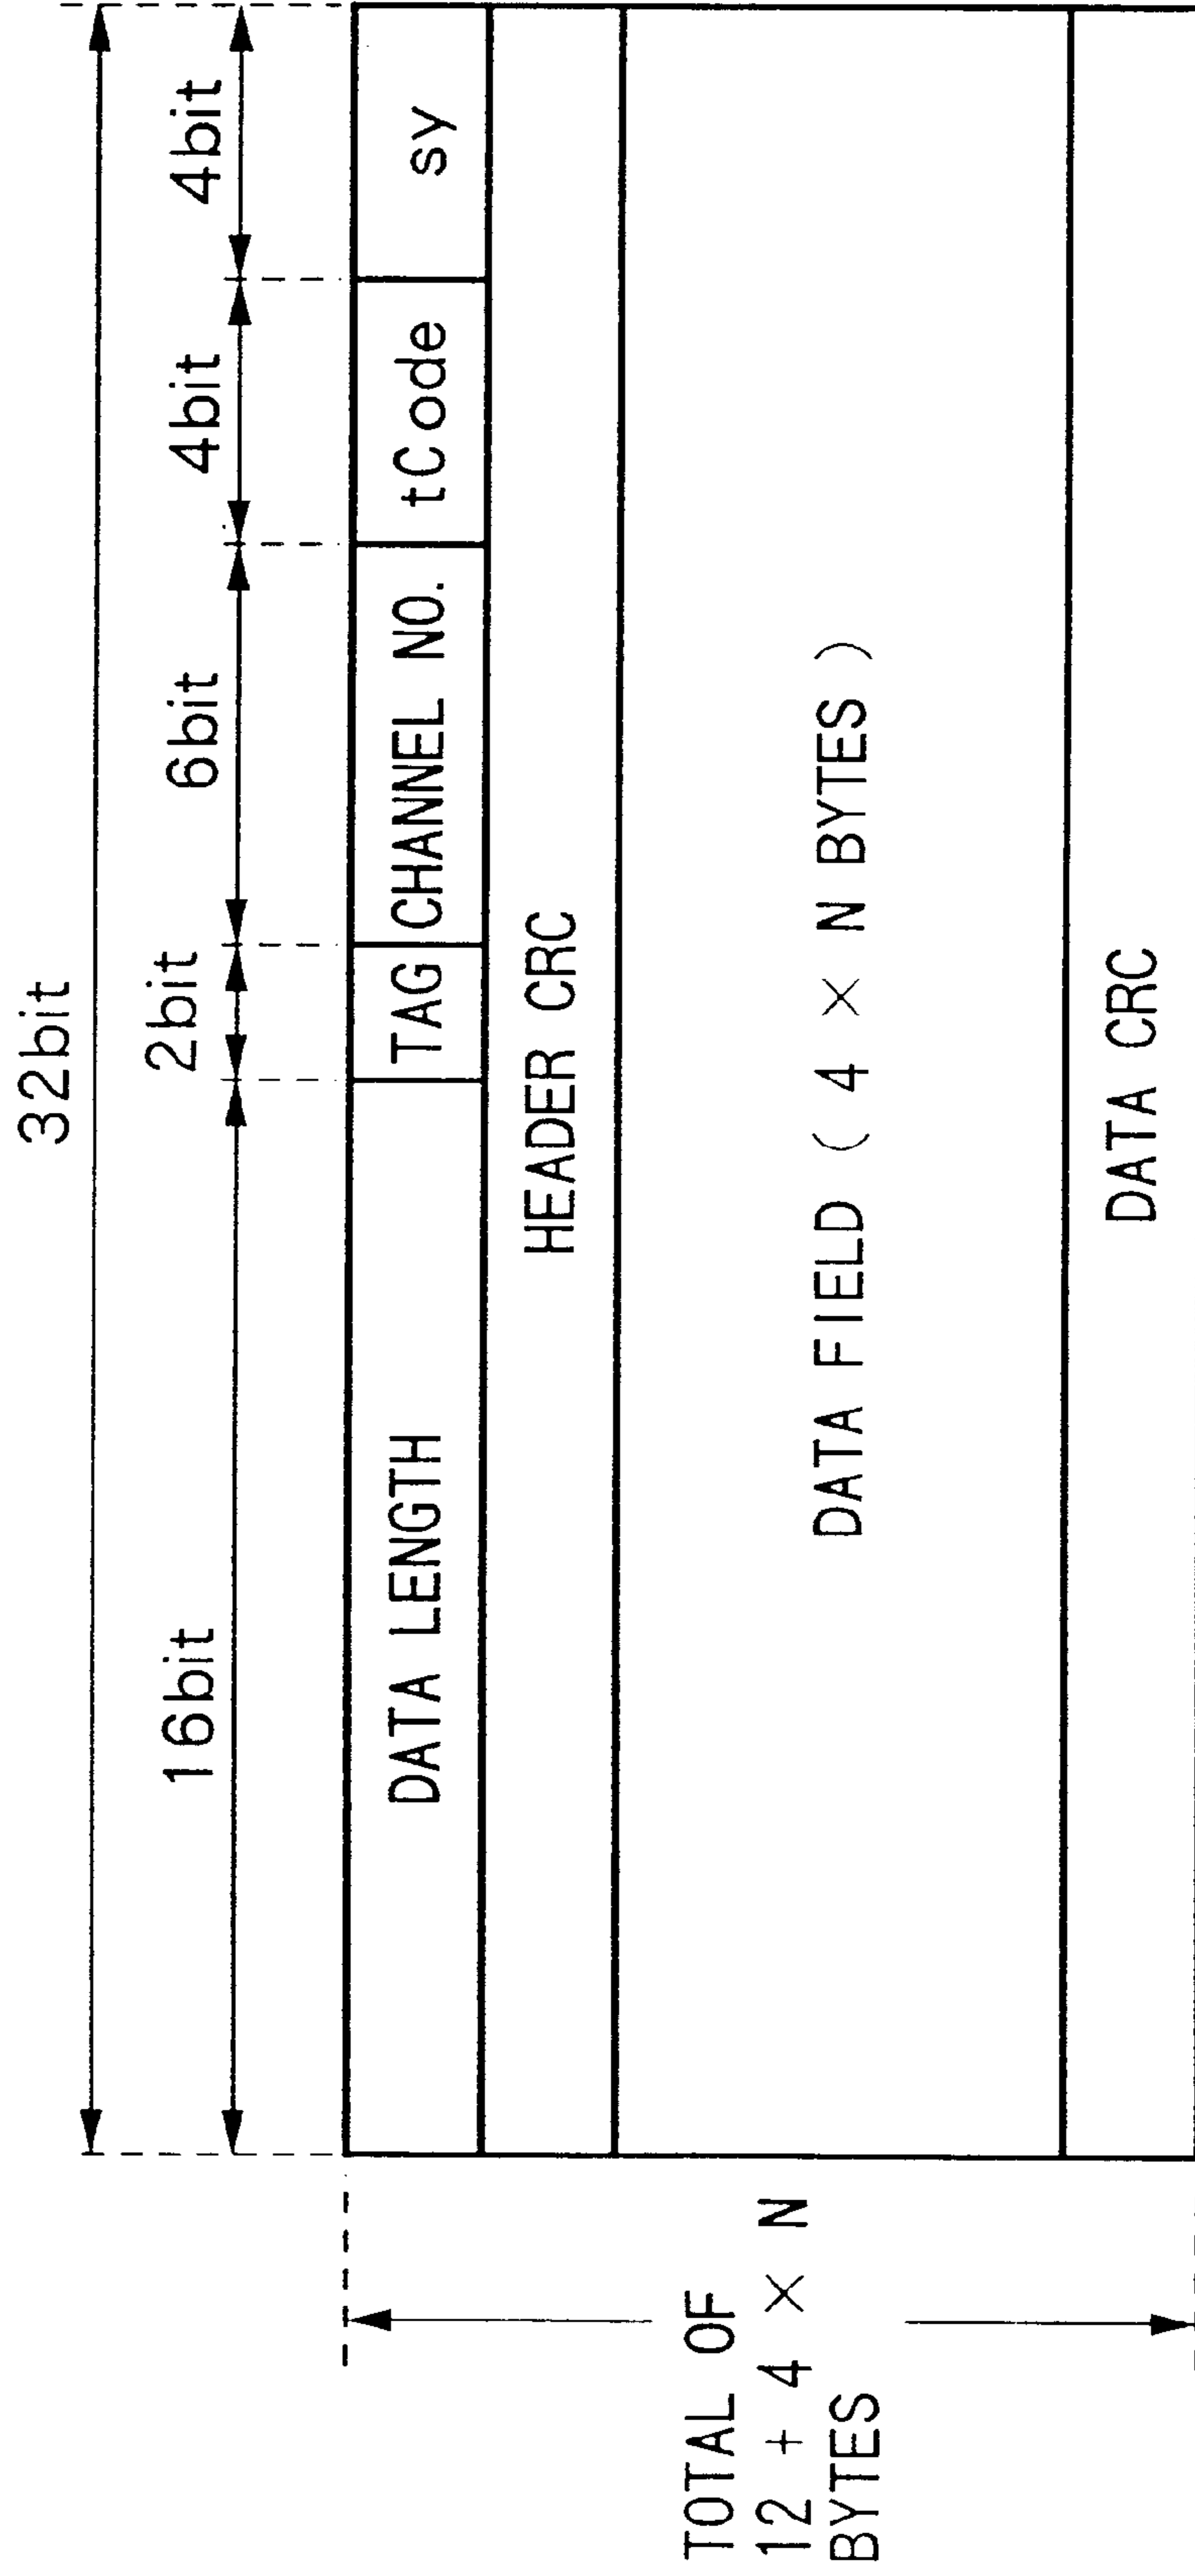 32bit
16bit
2bit
6bit
4bit
4bit
DATA LENGTH
TAG
CHANNEL NO.
tCode
sy
HEADER CRC
DATA FIELD ( 4 × N BYTES )
DATA CRC
TOTAL OF
12 + 4 × N
BYTES